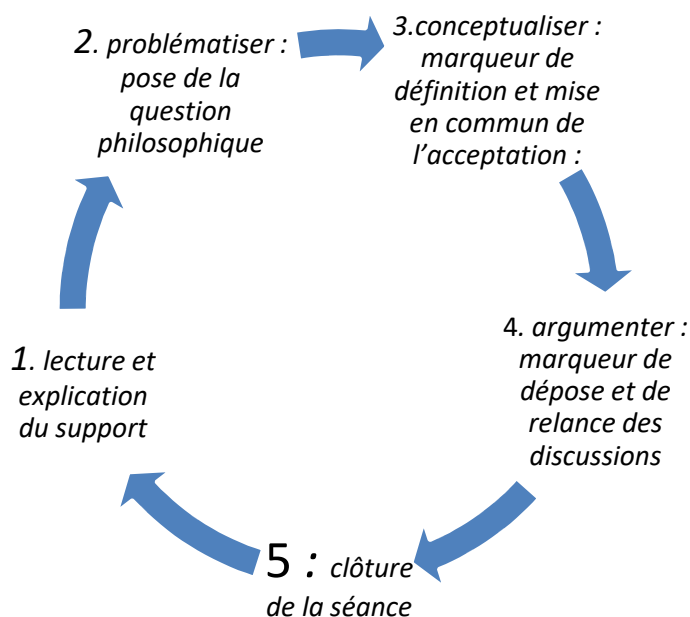 1. lecture et
explication
du support
2. problématiser :
pose de la
question
philosophique
3.conceptualiser :
marqueur de
définition et mise
en commun de
l’acceptation :
4. argumenter :
marqueur de
dépose et de
relance des
discussions
5 : clôture
de la séance